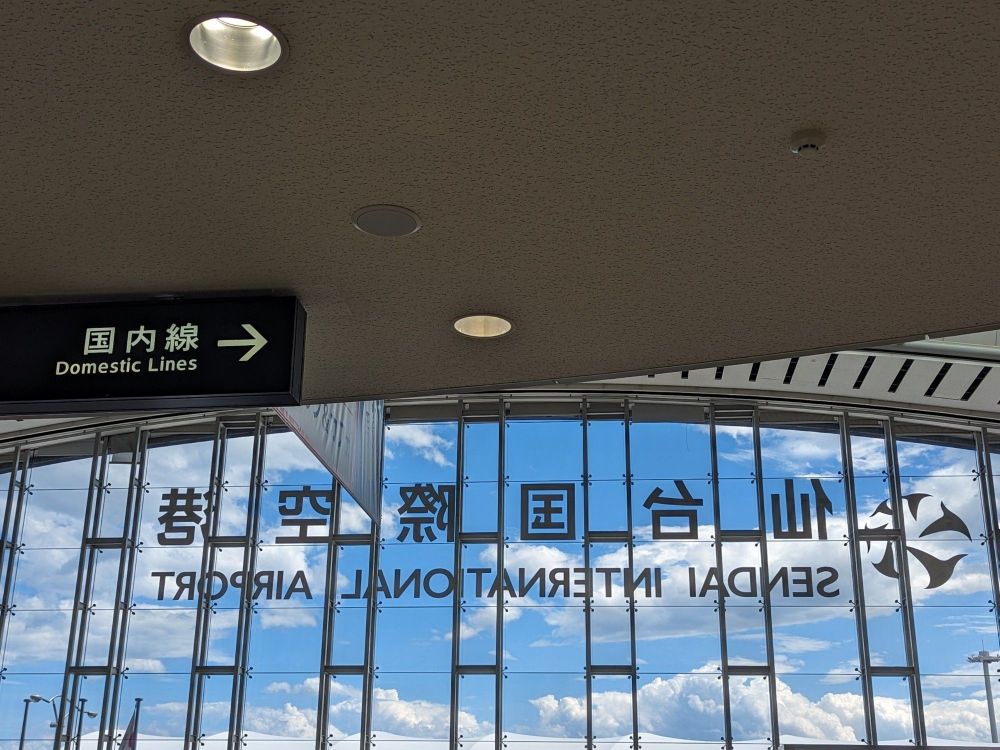 国内線
Domestic Lines
仙台国際空港
SENDAI INTERNATIONAL AIRPORT